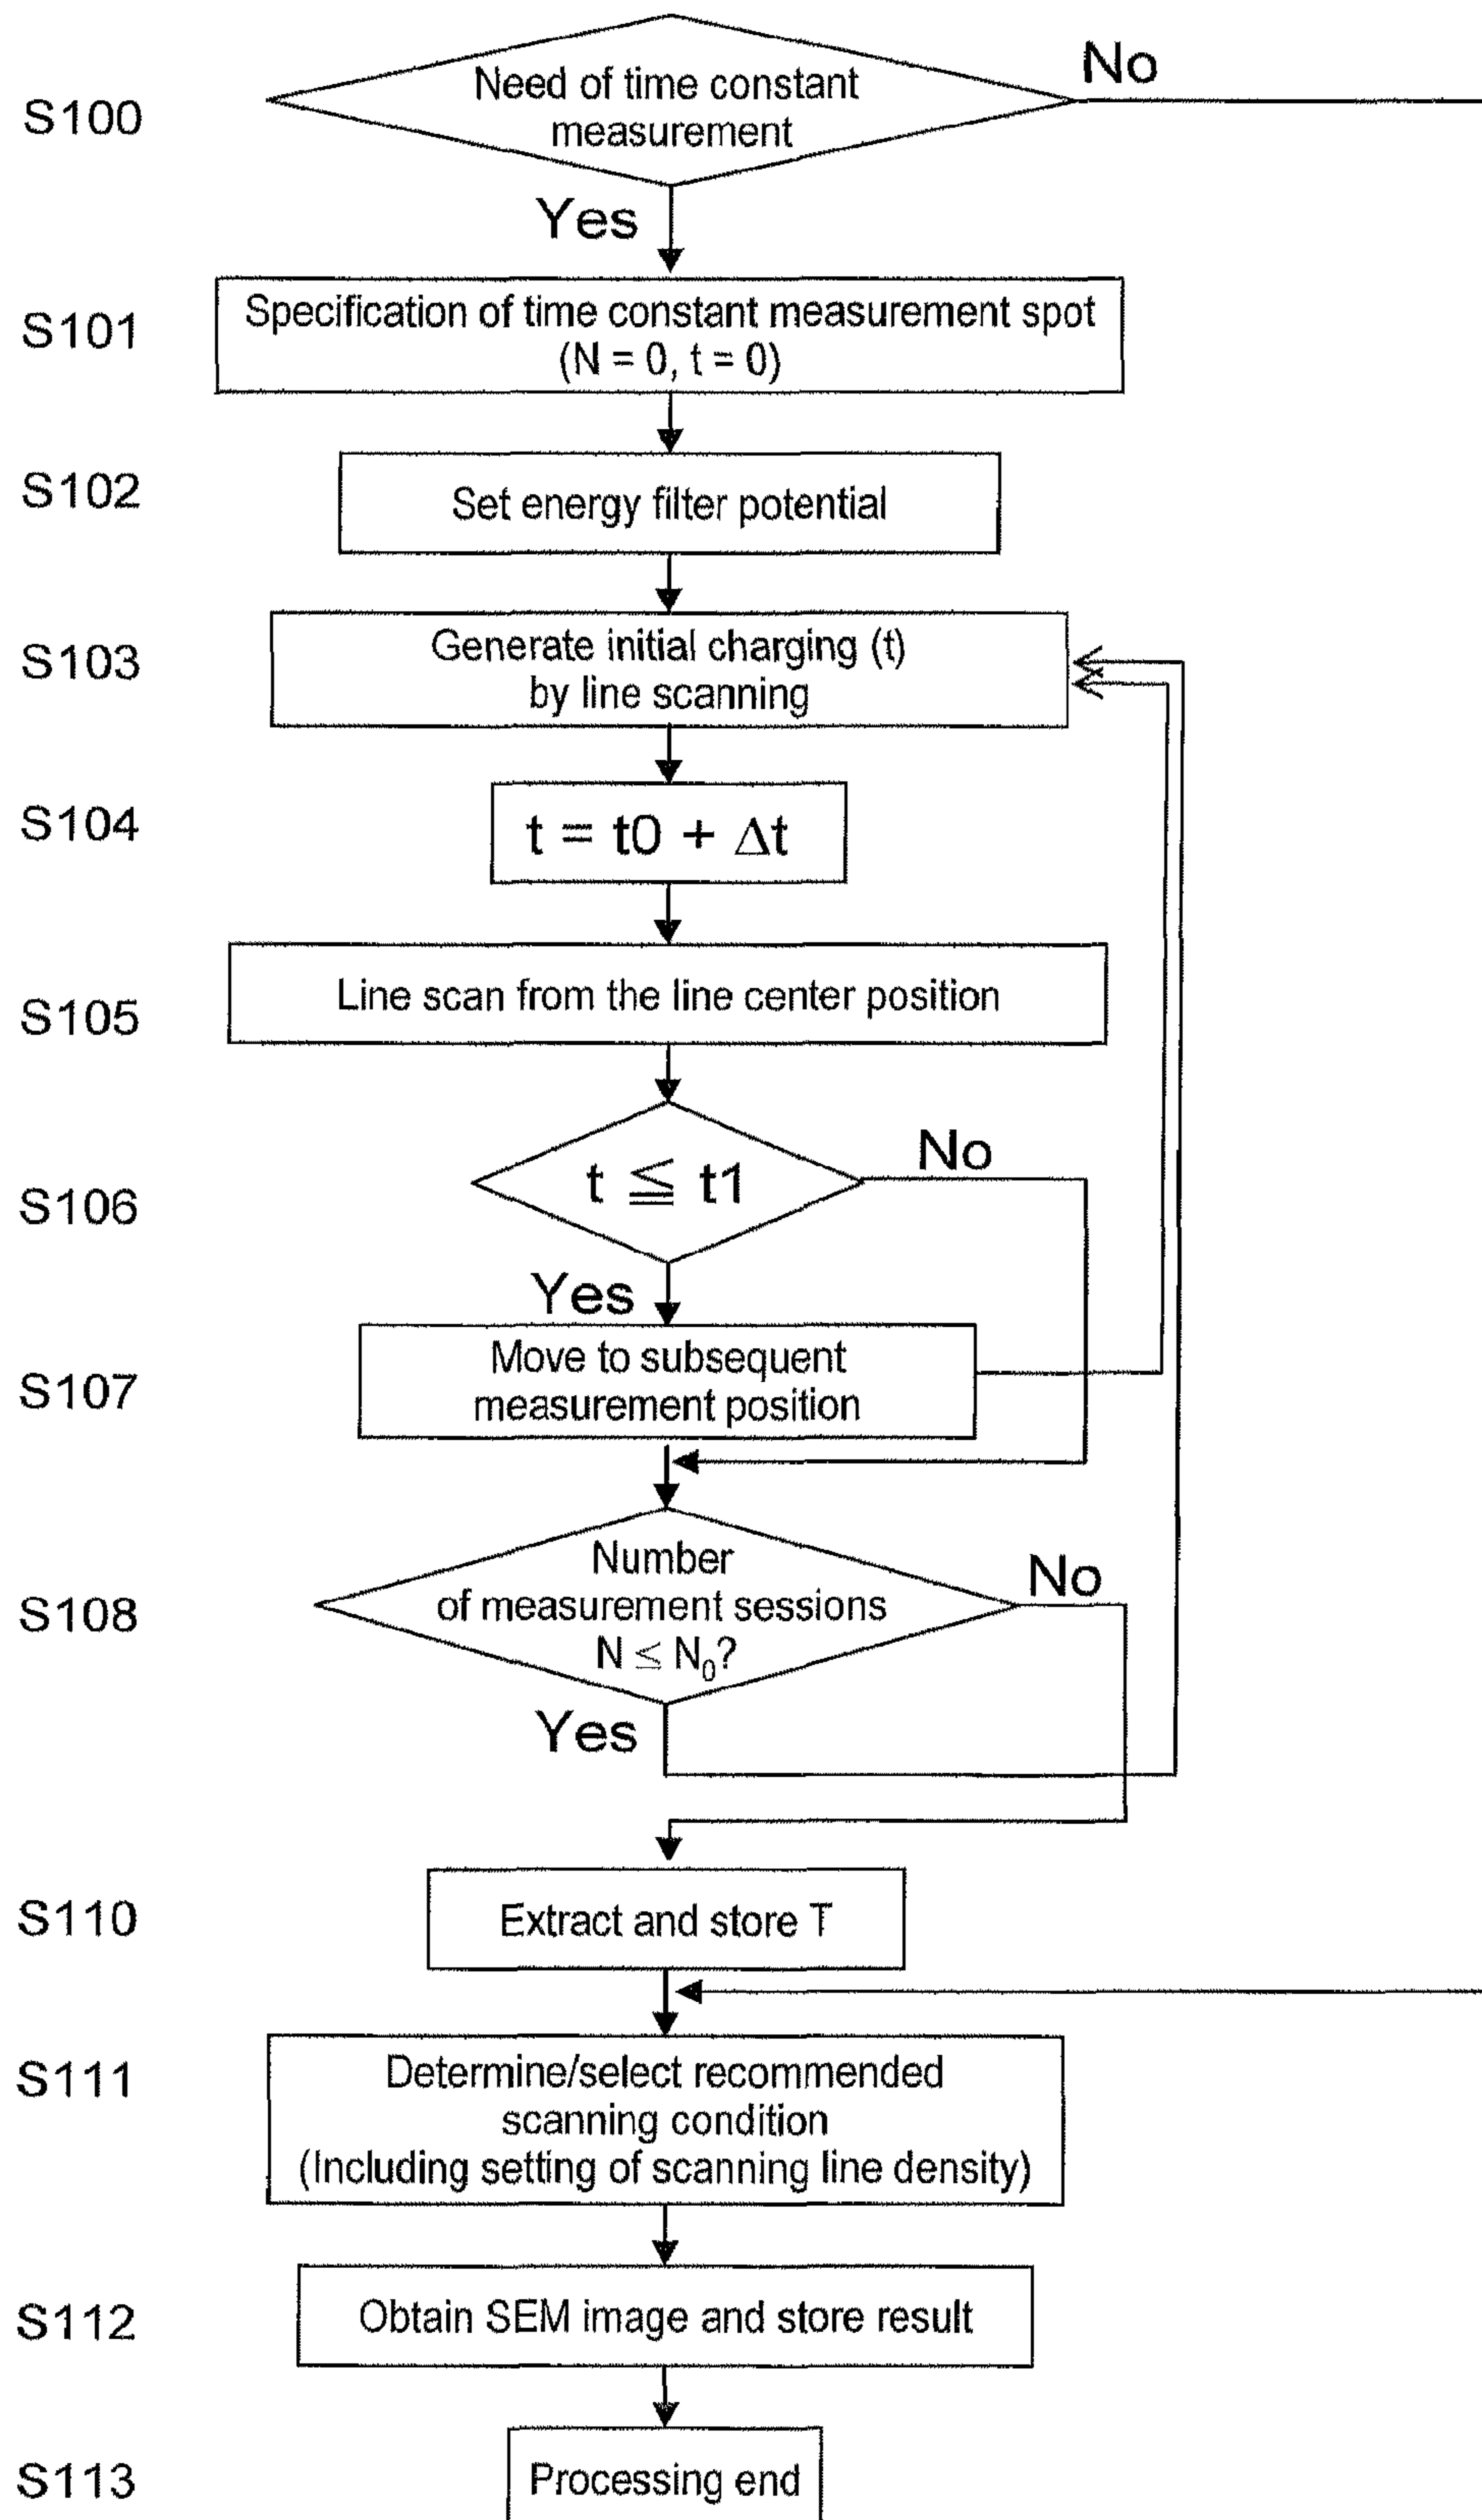 S100
Need of time constant
measurement
No
Yes
S101
Specification of time constant measurement spot
(N = 0, t = 0)
S102
Set energy filter potential
S103
Generate initial charging (t)
by line scanning
S104
t = t0 + Δt
S105
Line scan from the line center position
S106
t ≦ t1
No
Yes
S107
Move to subsequent
measurement position
S108
Number
of measurement sessions
N ≦ N₀?
No
Yes
S110
Extract and store T
S111
Determine/select recommended
scanning condition
(Including setting of scanning line density)
S112
Obtain SEM image and store result
S113
Processing end